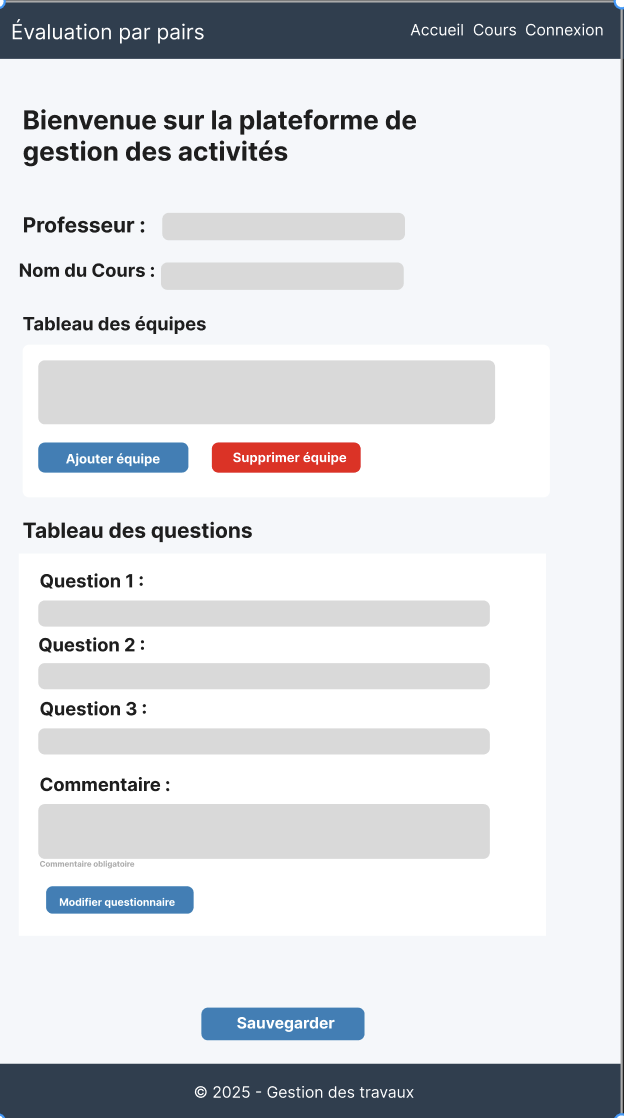 Évaluation par pairs
Accueil Cours Connexion
Bienvenue sur la plateforme de
gestion des activités
Professeur :
Nom du Cours :
Tableau des équipes
Ajouter équipe
Supprimer équipe
Tableau des questions
Question 1 :
Question 2 :
Question 3 :
Commentaire :
Commentaire obligatoire
Modifier questionnaire
Sauvegarder
© 2025 - Gestion des travaux